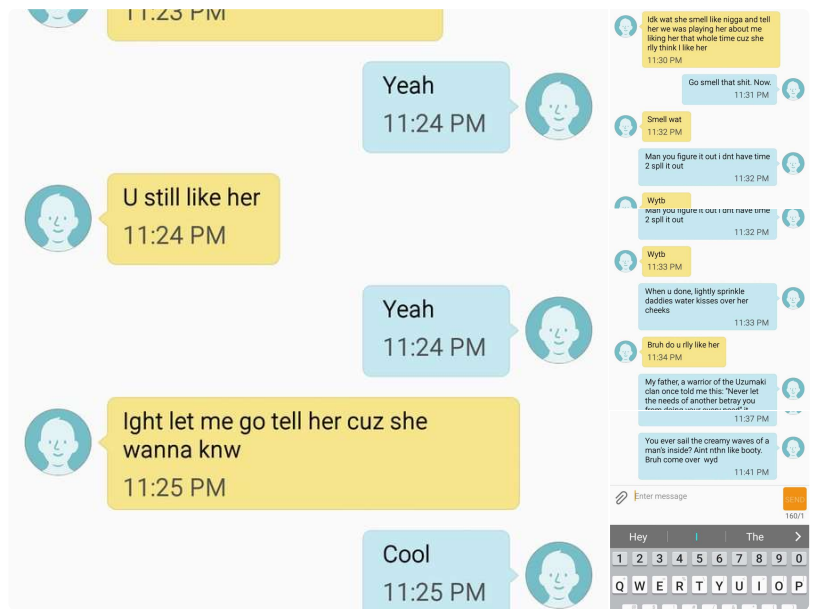 11:23 PM
Yeah
11:24 PM
U still like her
11:24 PM
Yeah
11:24 PM
Ight let me go tell her cuz she
wanna knw
11:25 PM
Cool
11:25 PM
Idk wat she smell like nigga and tell
her we was playing her about me
liking her that whole time cuz she
rlly think I like her
11:30 PM
Go smell that shit. Now.
11:31 PM
Smell wat
11:32 PM
Man you figure it out i dnt have time
2 spll it out
11:32 PM
Wytb
Man you figure it out i dnt have time
2 spll it out
11:32 PM
Wytb
11:33 PM
When u done, lightly sprinkle
daddies water kisses over her
cheeks
11:33 PM
Bruh do u rlly like her
11:34 PM
My father, a warrior of the Uzumaki
clan once told me this: "Never let
the needs of another betray you
from doing your every need" it
11:37 PM
You ever sail the creamy waves of a
man's inside? Aint nthn like booty.
Bruh come over  wyd
11:41 PM
Enter message
SEND
160/1
Hey
I
The
1 2 3 4 5 6 7 8 9 0
Q W E R T Y U I O P